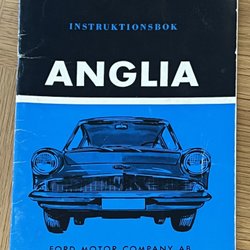 INSTRUKTIONSBOK
ANGLIA
FORD MOTOR COMPANY AB